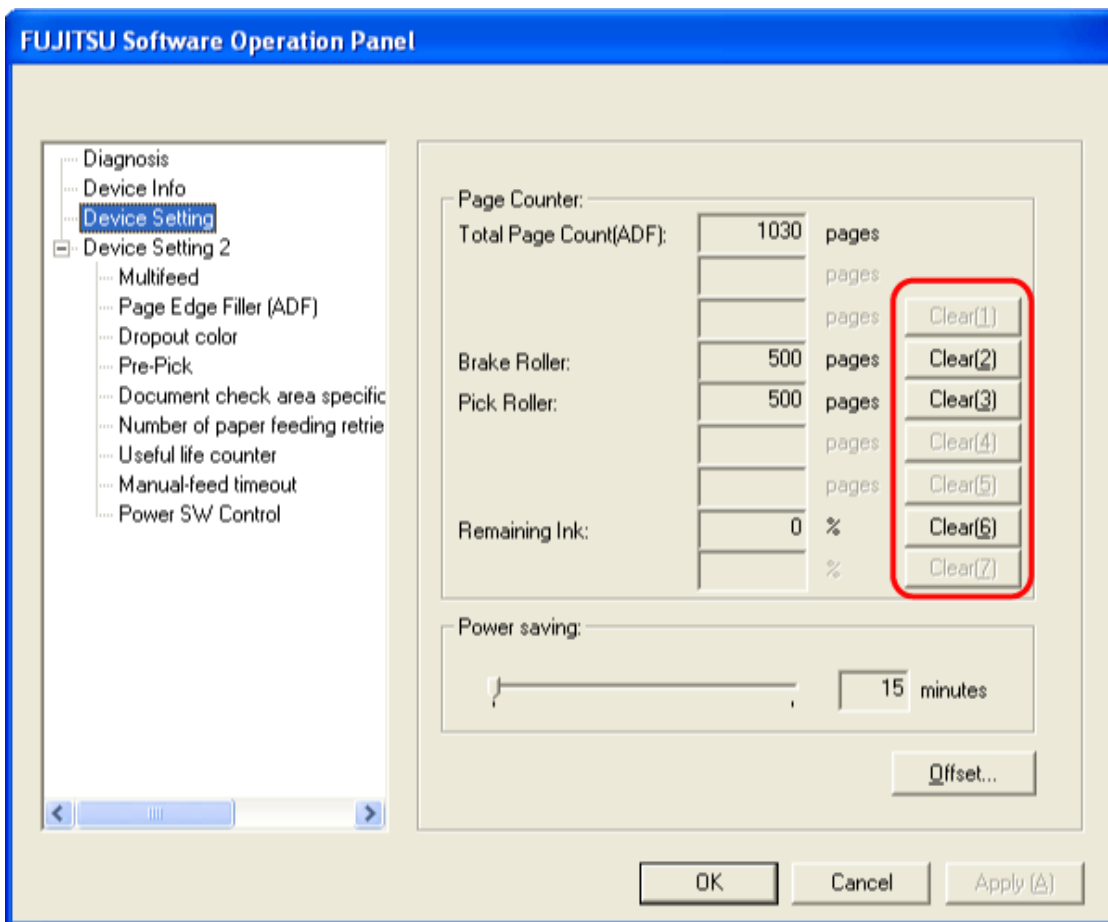 FUJITSU Software Operation Panel
Diagnosis
Device Info
Device Setting
Device Setting 2
Multifeed
Page Edge Filler (ADF)
Dropout color
Pre-Pick
Document check area specific
Number of paper feeding retrie
Useful life counter
Manual-feed timeout
Power SW Control
Page Counter:
Total Page Count(ADF): 1030 pages
pages
pages Clear(1)
Brake Roller: 500 pages Clear(2)
Pick Roller: 500 pages Clear(3)
pages Clear(4)
pages Clear(5)
Remaining Ink: 0 % Clear(6)
% Clear(7)
Power saving:
15 minutes
Offset...
OK Cancel Apply (A)